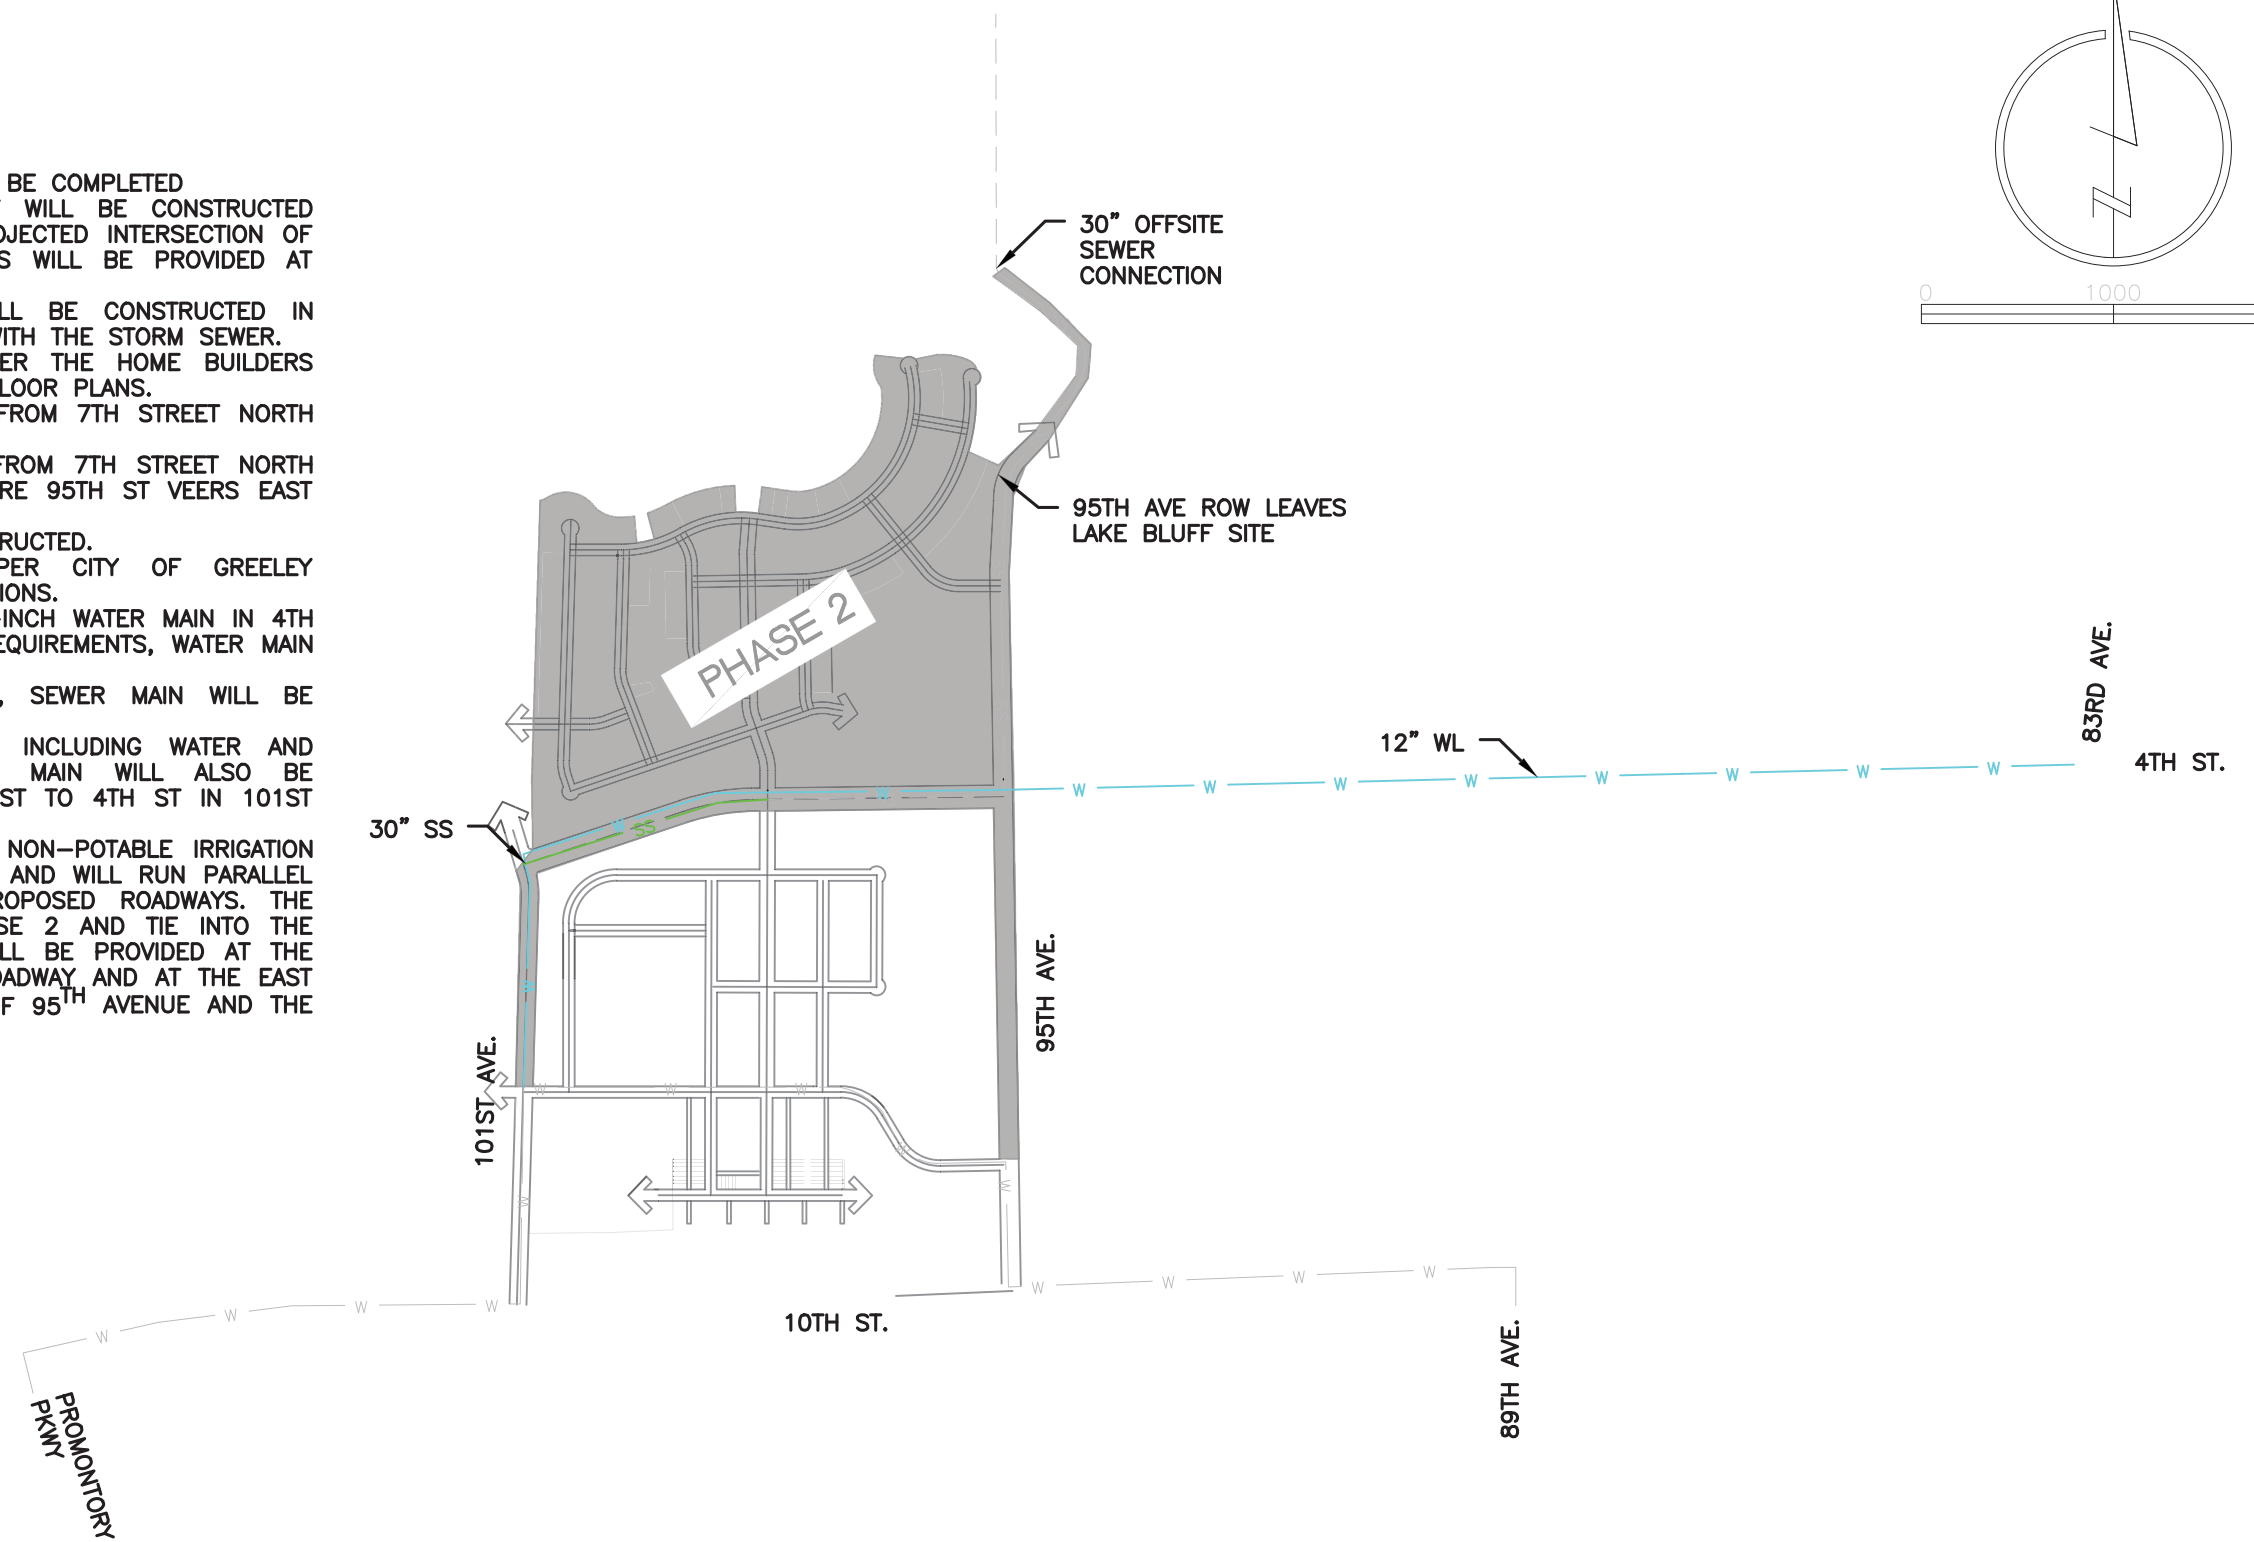 BE COMPLETED
WILL BE CONSTRUCTED
OJECTED INTERSECTION OF
S WILL BE PROVIDED AT
LL BE CONSTRUCTED IN
WITH THE STORM SEWER.
ER THE HOME BUILDERS
LOOR PLANS.
FROM 7TH STREET NORTH
FROM 7TH STREET NORTH
RE 95TH ST VEERS EAST
RUCTED.
PER CITY OF GREELEY
IONS.
-INCH WATER MAIN IN 4TH
EQUIREMENTS, WATER MAIN
, SEWER MAIN WILL BE
INCLUDING WATER AND
MAIN WILL ALSO BE
ST TO 4TH ST IN 101ST
NON-POTABLE IRRIGATION
AND WILL RUN PARALLEL
ROPOSED ROADWAYS. THE
SE 2 AND TIE INTO THE
LL BE PROVIDED AT THE
OADWAY AND AT THE EAST
F 95TH AVENUE AND THE
30" OFFSITE
SEWER
CONNECTION
0 1000
N
95TH AVE ROW LEAVES
LAKE BLUFF SITE
PHASE 2
12" WL
83RD AVE.
4TH ST.
W W W W W W W W W W
30" SS
SS
W
95TH AVE.
101ST AVE.
W W W
W
W
W
W W W W
W W W W
10TH ST.
89TH AVE.
PROMONTORY
PKWY